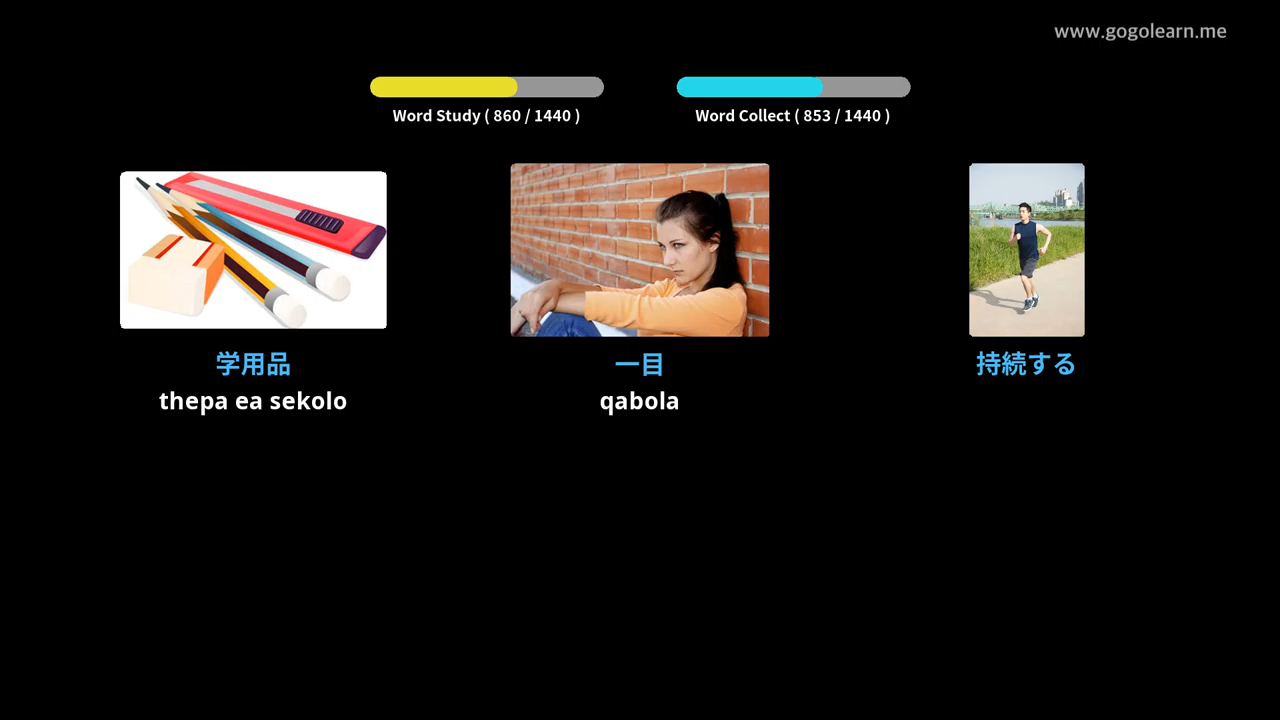 www.gogolearn.me
Word Study ( 860 / 1440 )
Word Collect ( 853 / 1440 )
学用品
thepa ea sekolo
一目
qabola
持続する